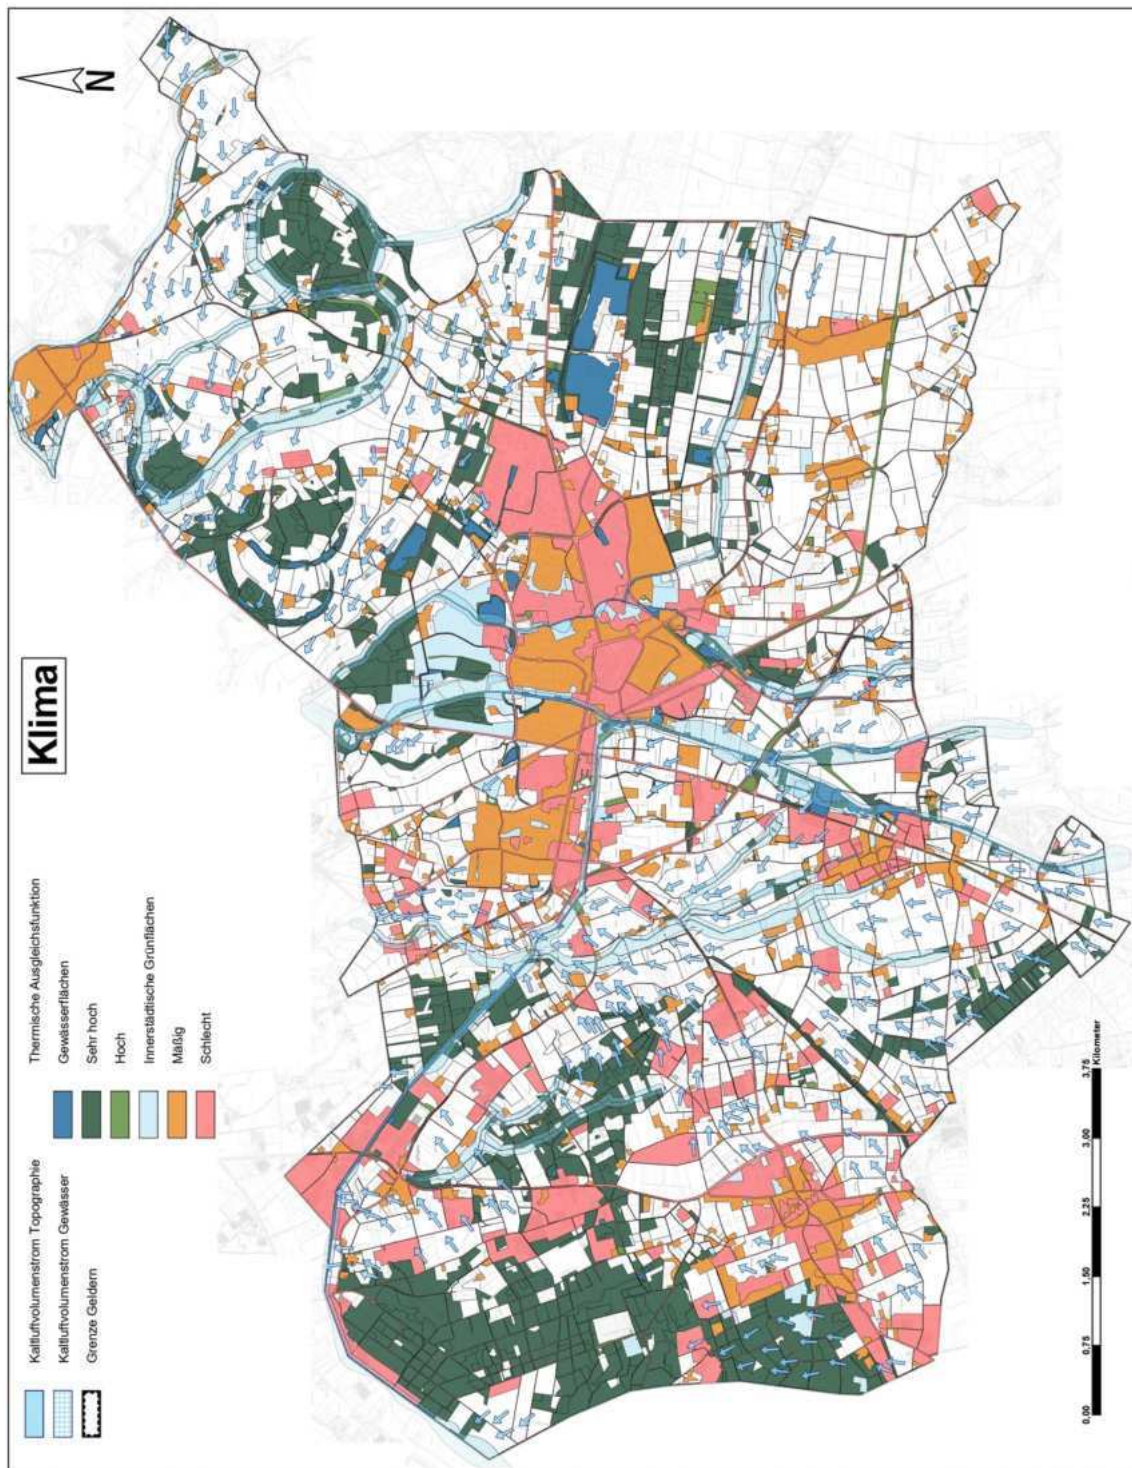 Klima
N
Kaltluftvolumenstrom Topographie
Kaltluftvolumenstrom Gewässer
Grenze Geldern
Thermische Ausgleichsfunktion
Gewässerflächen
Sehr hoch
Hoch
Innerstädtische Grünflächen
Mäßig
Schlecht
0,00 0,75 1,50 2,25 3,00 3,75
Kilometer